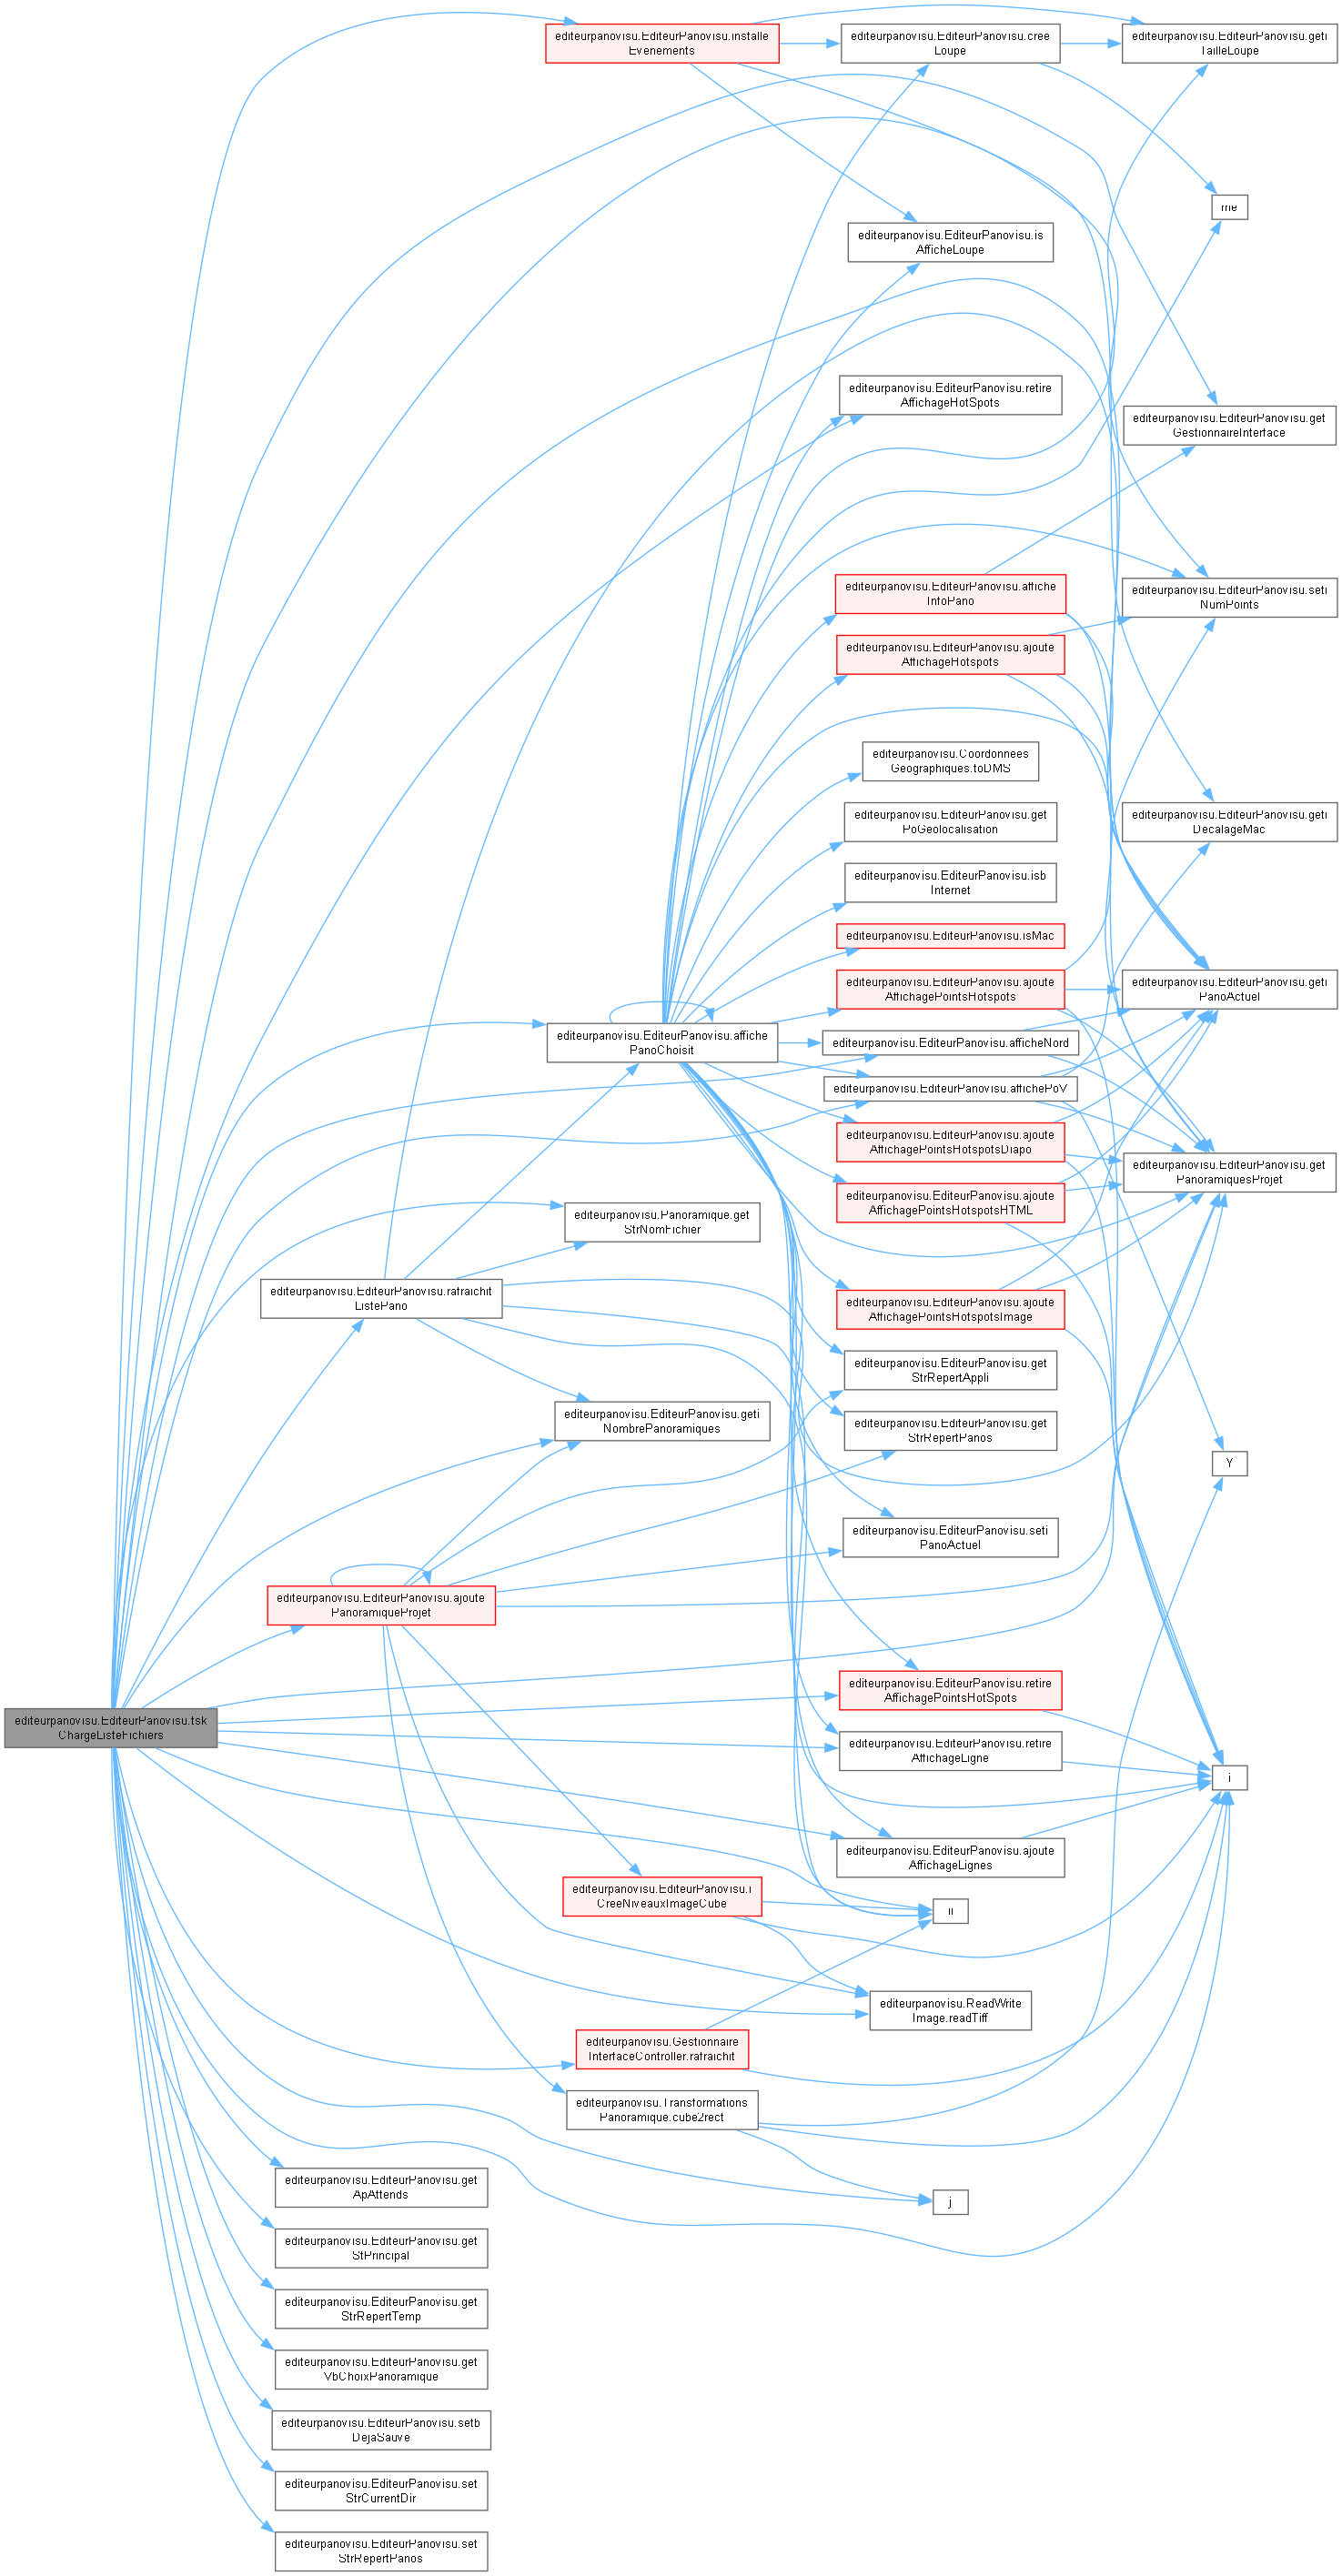 editeurpanovisu.EditeurPanovisu.tsk
ChargeListeFichiers
editeurpanovisu.EditeurPanovisu.installe
Evenements
editeurpanovisu.EditeurPanovisu.cree
Loupe
editeurpanovisu.EditeurPanovisu.geti
TailleLoupe
me
editeurpanovisu.EditeurPanovisu.is
AfficheLoupe
editeurpanovisu.EditeurPanovisu.retire
AffichageHotSpots
editeurpanovisu.EditeurPanovisu.get
GestionnaireInterface
editeurpanovisu.EditeurPanovisu.affiche
InfoPano
editeurpanovisu.EditeurPanovisu.seti
NumPoints
editeurpanovisu.EditeurPanovisu.ajoute
AffichageHotspots
editeurpanovisu.Coordonnees
Geographiques.toDMS
editeurpanovisu.EditeurPanovisu.get
PoGeolocalisation
editeurpanovisu.EditeurPanovisu.geti
DecalageMac
editeurpanovisu.EditeurPanovisu.isb
Internet
editeurpanovisu.EditeurPanovisu.isMac
editeurpanovisu.EditeurPanovisu.ajoute
AffichagePointsHotspots
editeurpanovisu.EditeurPanovisu.geti
PanoActuel
editeurpanovisu.EditeurPanovisu.affiche
PanoChoisit
editeurpanovisu.EditeurPanovisu.afficheNord
editeurpanovisu.EditeurPanovisu.affichePoV
editeurpanovisu.EditeurPanovisu.ajoute
AffichagePointsHotspotsDiapo
editeurpanovisu.EditeurPanovisu.get
PanoramiquesProjet
editeurpanovisu.EditeurPanovisu.ajoute
AffichagePointsHotspotsHTML
editeurpanovisu.Panoramique.get
StrNomFichier
editeurpanovisu.EditeurPanovisu.rafraichit
ListePano
editeurpanovisu.EditeurPanovisu.ajoute
AffichagePointsHotspotsImage
editeurpanovisu.EditeurPanovisu.get
StrRepertAppli
editeurpanovisu.EditeurPanovisu.geti
NombrePanoramiques
editeurpanovisu.EditeurPanovisu.get
StrRepertPanos
Y
editeurpanovisu.EditeurPanovisu.seti
PanoActuel
editeurpanovisu.EditeurPanovisu.ajoute
PanoramiqueProjet
editeurpanovisu.EditeurPanovisu.retire
AffichagePointsHotSpots
editeurpanovisu.EditeurPanovisu.retire
AffichageLigne
i
editeurpanovisu.EditeurPanovisu.ajoute
AffichageLignes
editeurpanovisu.EditeurPanovisu.i
CreeNiveauxImageCube
ii
editeurpanovisu.ReadWrite
Image.readTiff
editeurpanovisu.Gestionnaire
InterfaceController.rafraichit
editeurpanovisu.Transformations
Panoramique.cube2rect
editeurpanovisu.EditeurPanovisu.get
ApAttends
j
editeurpanovisu.EditeurPanovisu.get
StPrincipal
editeurpanovisu.EditeurPanovisu.get
StrRepertTemp
editeurpanovisu.EditeurPanovisu.get
VbChoixPanoramique
editeurpanovisu.EditeurPanovisu.setb
DejaSauve
editeurpanovisu.EditeurPanovisu.set
StrCurrentDir
editeurpanovisu.EditeurPanovisu.set
StrRepertPanos